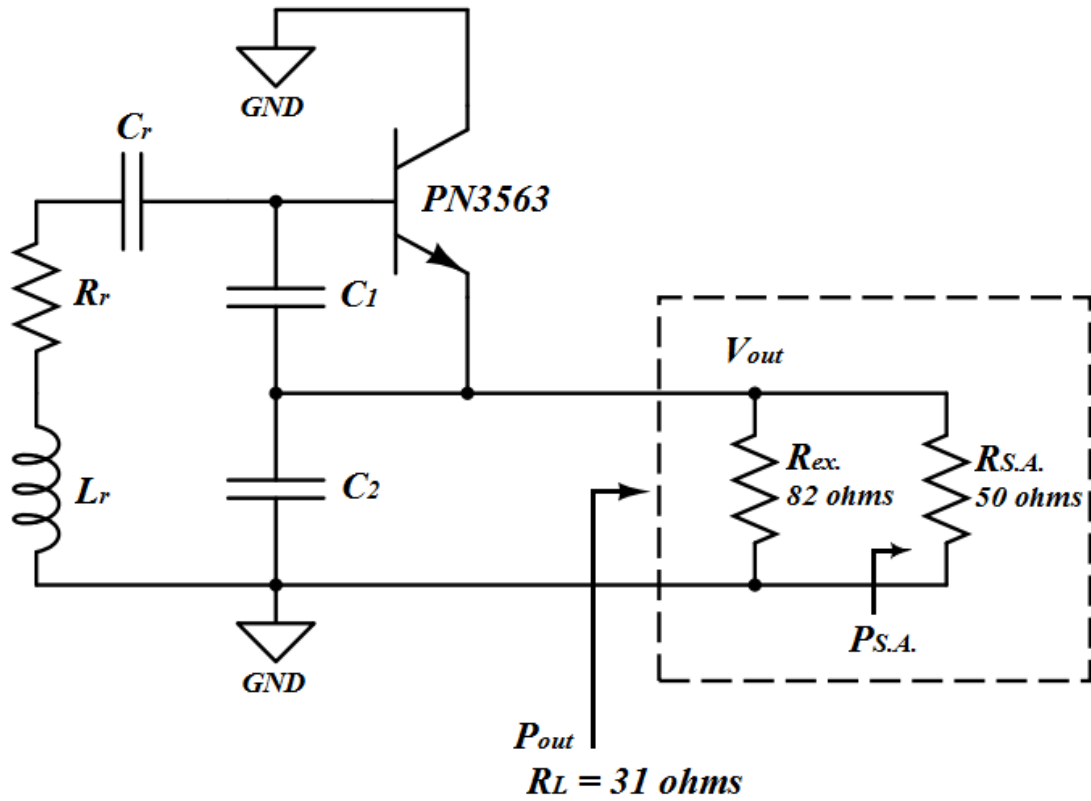 GND
Cr
PN3563
Rr
C1
Vout
Rex.
82 ohms
RS.A.
50 ohms
Lr
C2
PS.A.
GND
Pout
RL = 31 ohms